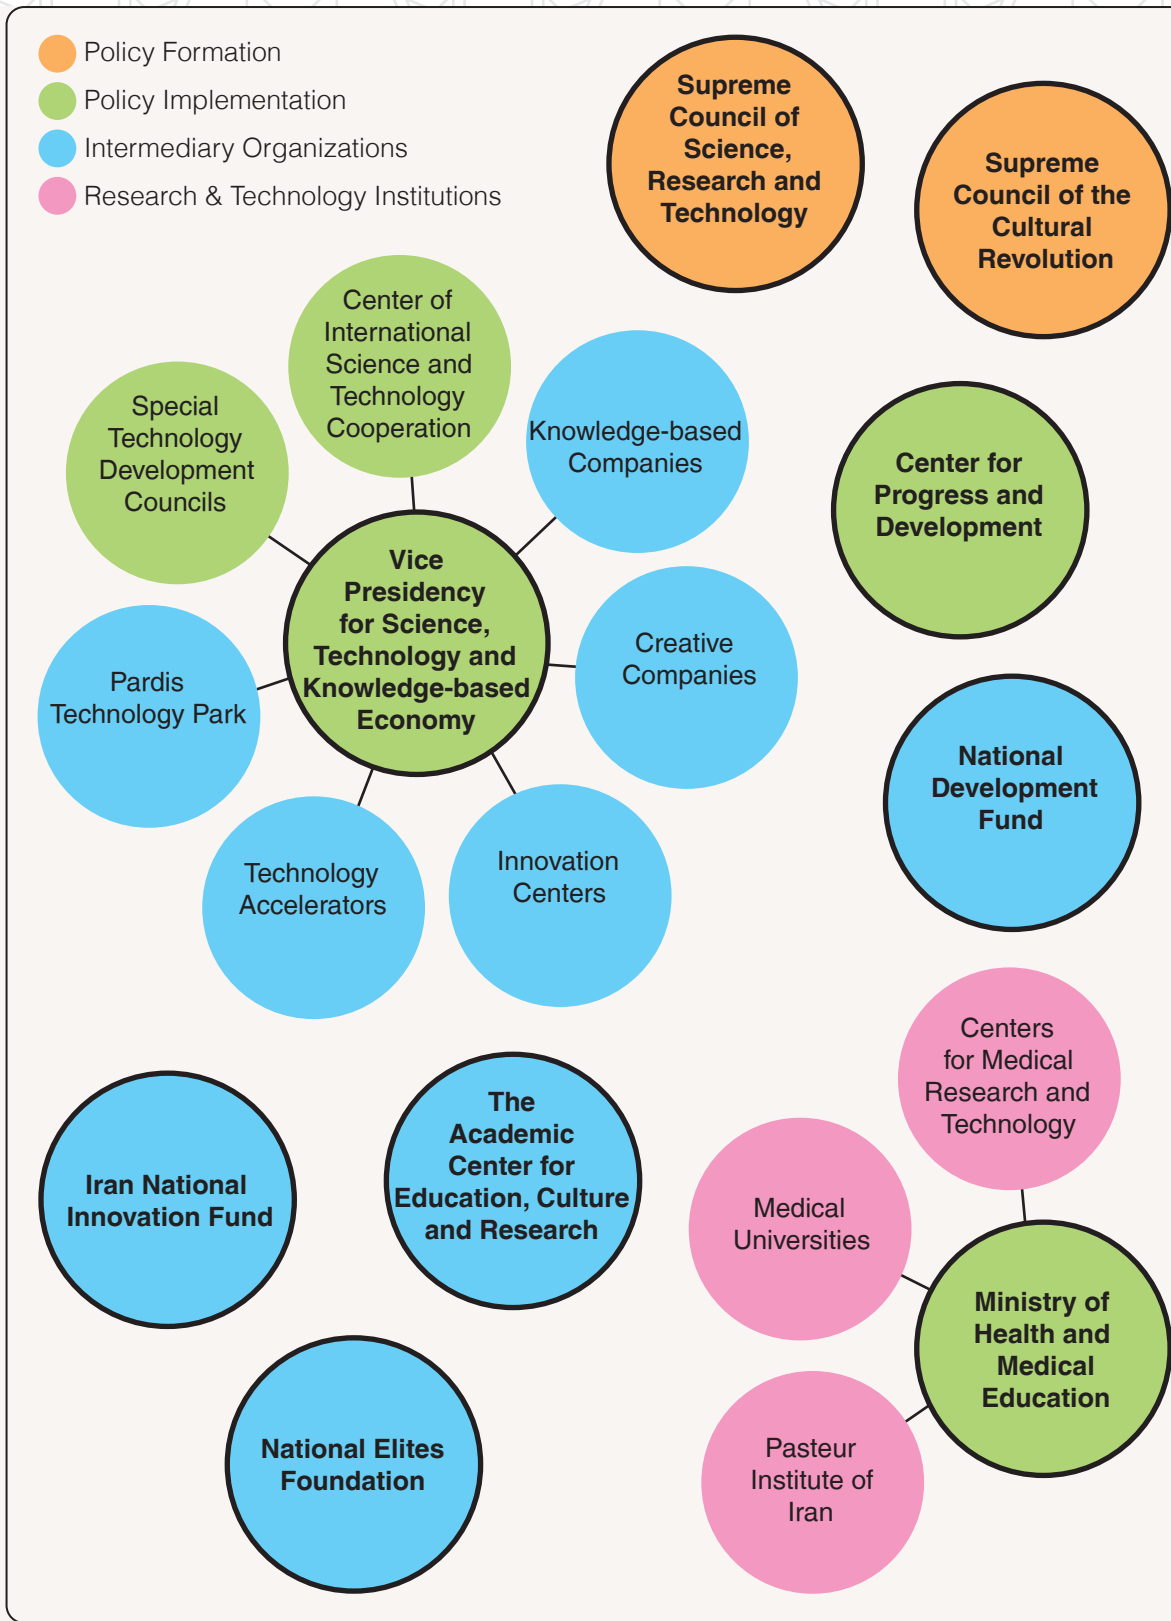 Policy Formation
Policy Implementation
Intermediary Organizations
Research & Technology Institutions
Supreme
Council of
Science,
Research and
Technology
Supreme
Council of the
Cultural
Revolution
Center of
International
Science and
Technology
Cooperation
Special
Technology
Development
Councils
Knowledge-based
Companies
Center for
Progress and
Development
Vice
Presidency
for Science,
Technology and
Knowledge-based
Economy
Creative
Companies
Pardis
Technology Park
National
Development
Fund
Technology
Accelerators
Innovation
Centers
Centers
for Medical
Research and
Technology
The
Academic
Center for
Education, Culture
and Research
Iran National
Innovation Fund
Medical
Universities
Ministry of
Health and
Medical
Education
National Elites
Foundation
Pasteur
Institute of
Iran